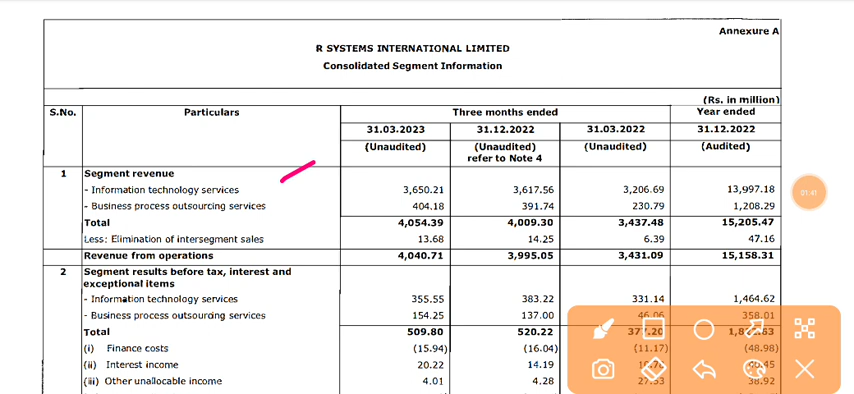 Annexure A
R SYSTEMS INTERNATIONAL LIMITED
Consolidated Segment Information
(Rs. in million)
S.No. Particulars Three months ended Year ended
31.03.2023 31.12.2022 31.03.2022 31.12.2022
(Unaudited) (Unaudited) (Unaudited) (Audited)
refer to Note 4
1 Segment revenue
- Information technology services 3,650.21 3,617.56 3,206.69 13,997.18
- Business process outsourcing services 404.18 391.74 230.79 1,208.29
Total 4,054.39 4,009.30 3,437.48 15,205.47
Less: Elimination of intersegment sales 13.68 14.25 6.39 47.16
Revenue from operations 4,040.71 3,995.05 3,431.09 15,158.31
2 Segment results before tax, interest and
exceptional items
- Information technology services 355.55 383.22 331.14 1,464.62
- Business process outsourcing services 154.25 137.00 46.06 358.01
Total 509.80 520.22 377.20
(i) Finance costs (15.94) (16.04) (11.17) (48.98)
(ii) Interest income 20.22 14.19
(iii) Other unallocable income 4.01 4.28 38.92
01:41